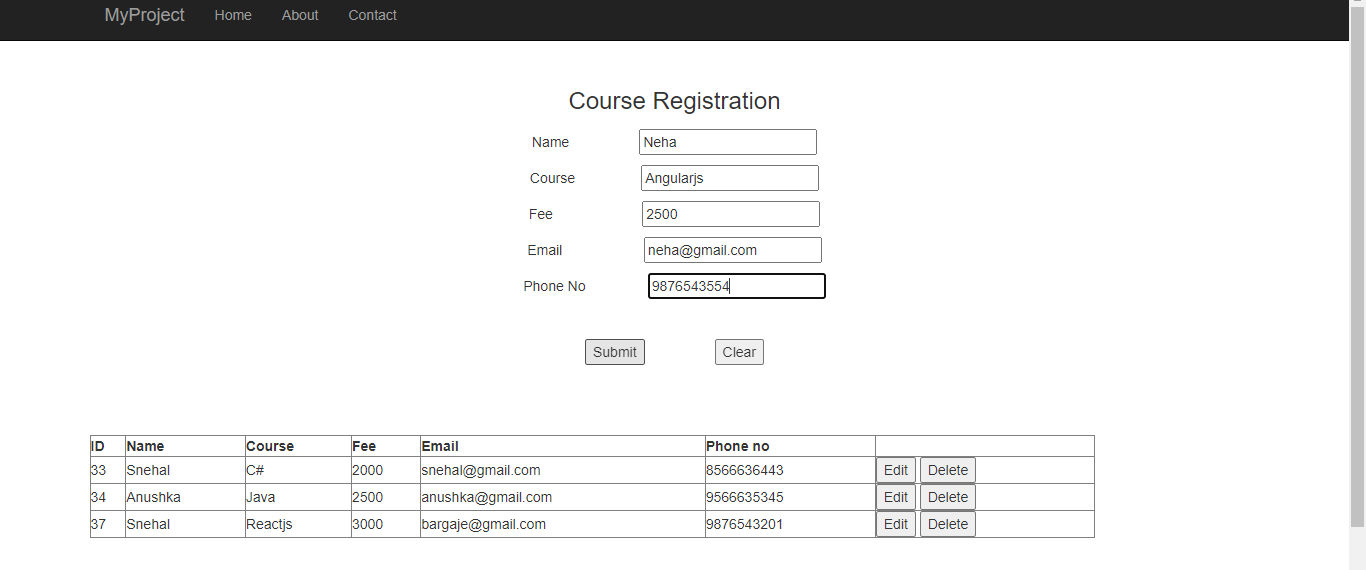 MyProject Home About Contact
Course Registration
Name Neha
Course Angularjs
Fee 2500
Email neha@gmail.com
Phone No 9876543554
Submit Clear
ID Name Course Fee Email Phone no
33 Snehal C# 2000 snehal@gmail.com 8566636443 Edit Delete
34 Anushka Java 2500 anushka@gmail.com 9566635345 Edit Delete
37 Snehal Reactjs 3000 bargaje@gmail.com 9876543201 Edit Delete